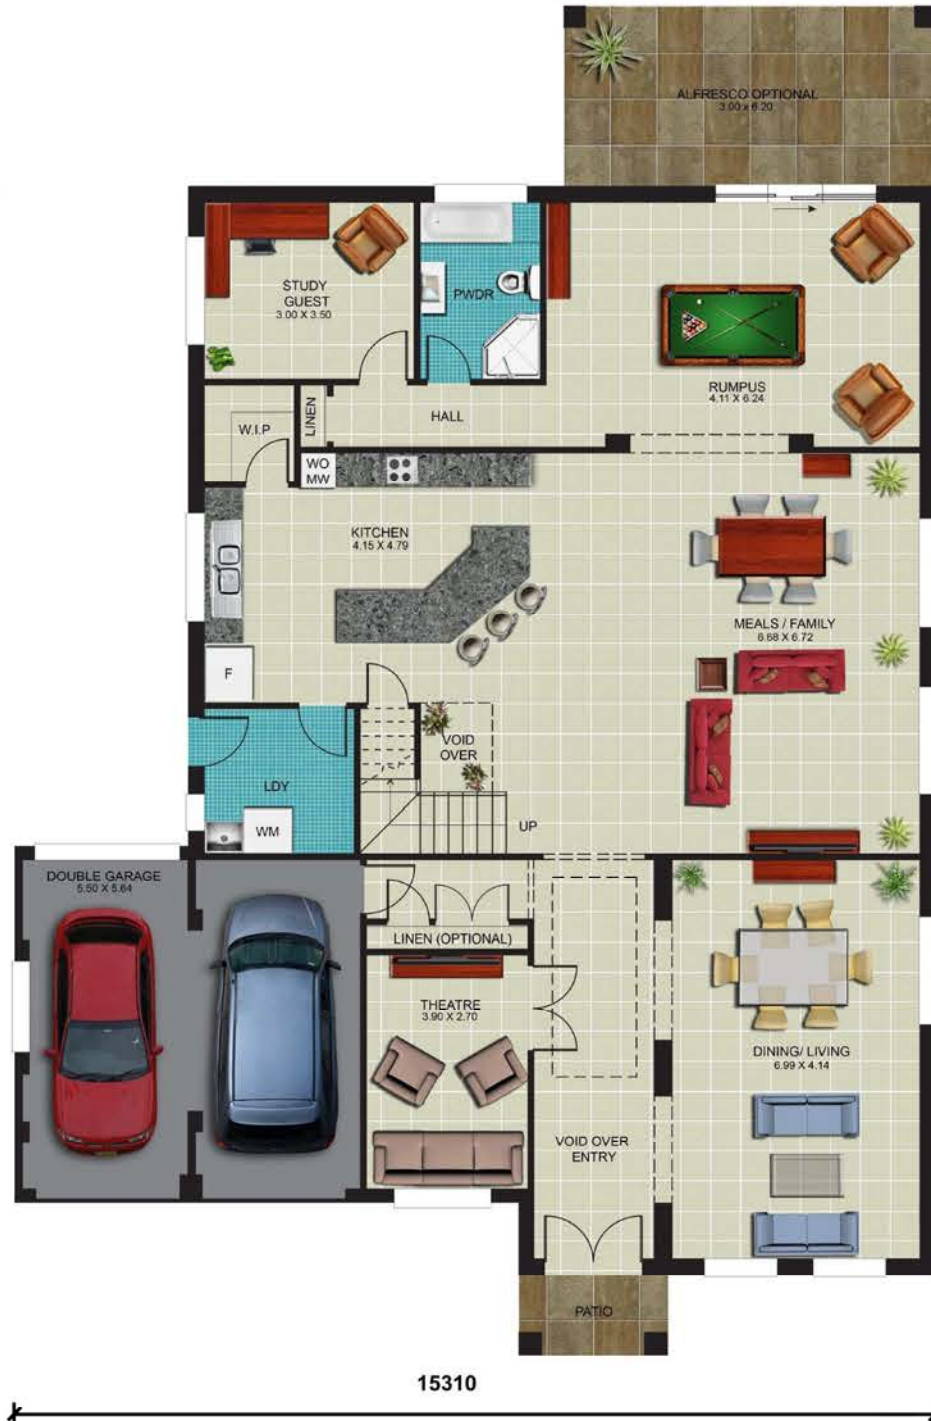 ALFRESCO OPTIONAL
3.00 x 6.20
STUDY
GUEST
3.00 X 3.50
PWDR
RUMPUS
4.11 X 6.24
W.I.P
LINEN
HALL
WO
MW
KITCHEN
4.15 X 4.79
MEALS / FAMILY
6.68 X 6.72
F
VOID
OVER
LDY
WM
UP
DOUBLE GARAGE
5.50 X 5.64
LINEN (OPTIONAL)
THEATRE
3.90 X 2.70
DINING/ LIVING
6.99 X 4.14
VOID OVER
ENTRY
PATIO
15310